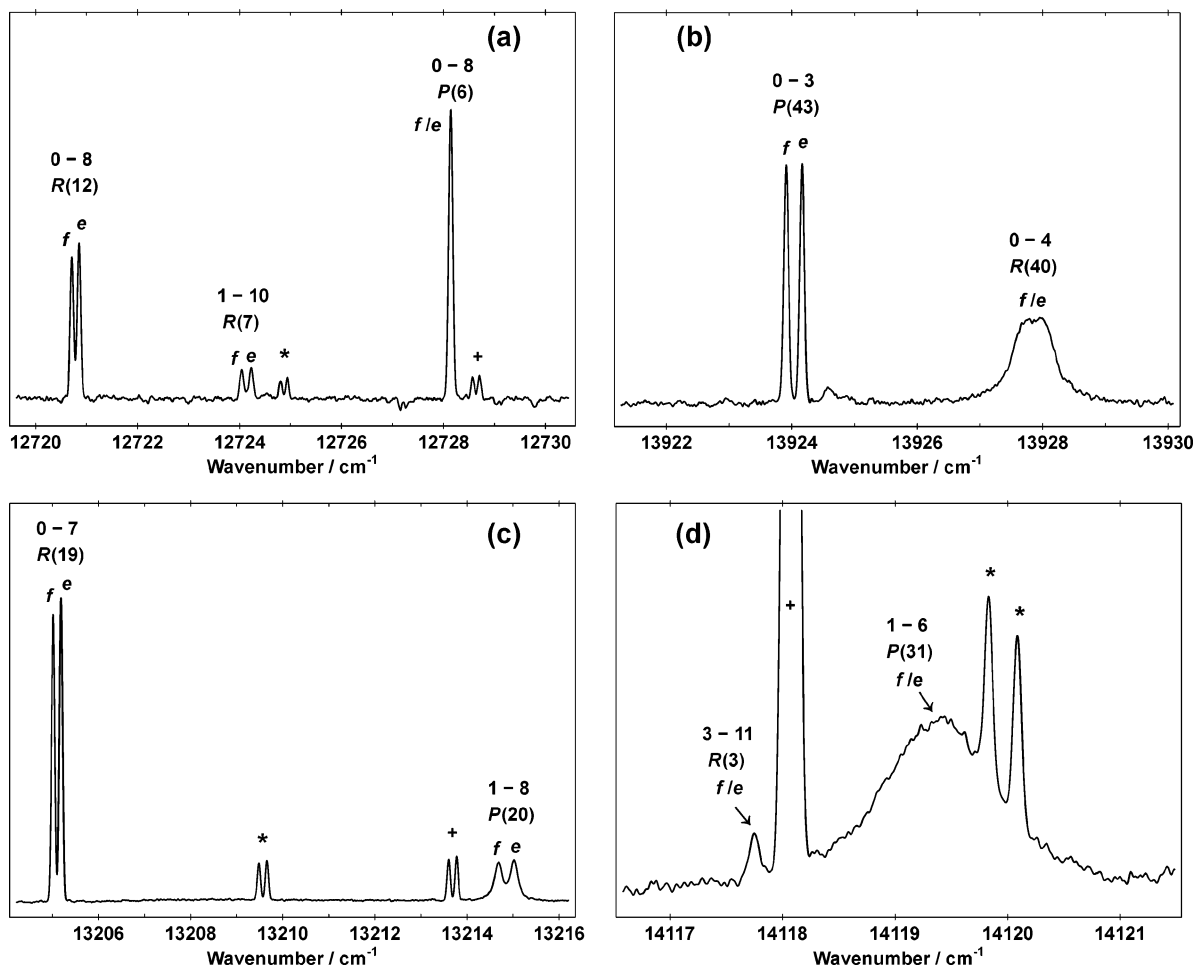 (a)
0 – 8
P(6)
f /e
0 – 8
R(12)
f e
1 – 10
R(7)
f e *
+
12720 12722 12724 12726 12728 12730
Wavenumber / cm-1
(b)
0 – 3
P(43)
f e
0 – 4
R(40)
f /e
13922 13924 13926 13928 13930
Wavenumber / cm-1
(c)
0 – 7
R(19)
f e
*
+
1 – 8
P(20)
f e
13206 13208 13210 13212 13214 13216
Wavenumber / cm-1
(d)
*
+
*
1 – 6
P(31)
f /e
3 – 11
R(3)
f /e
14117 14118 14119 14120 14121
Wavenumber / cm-1